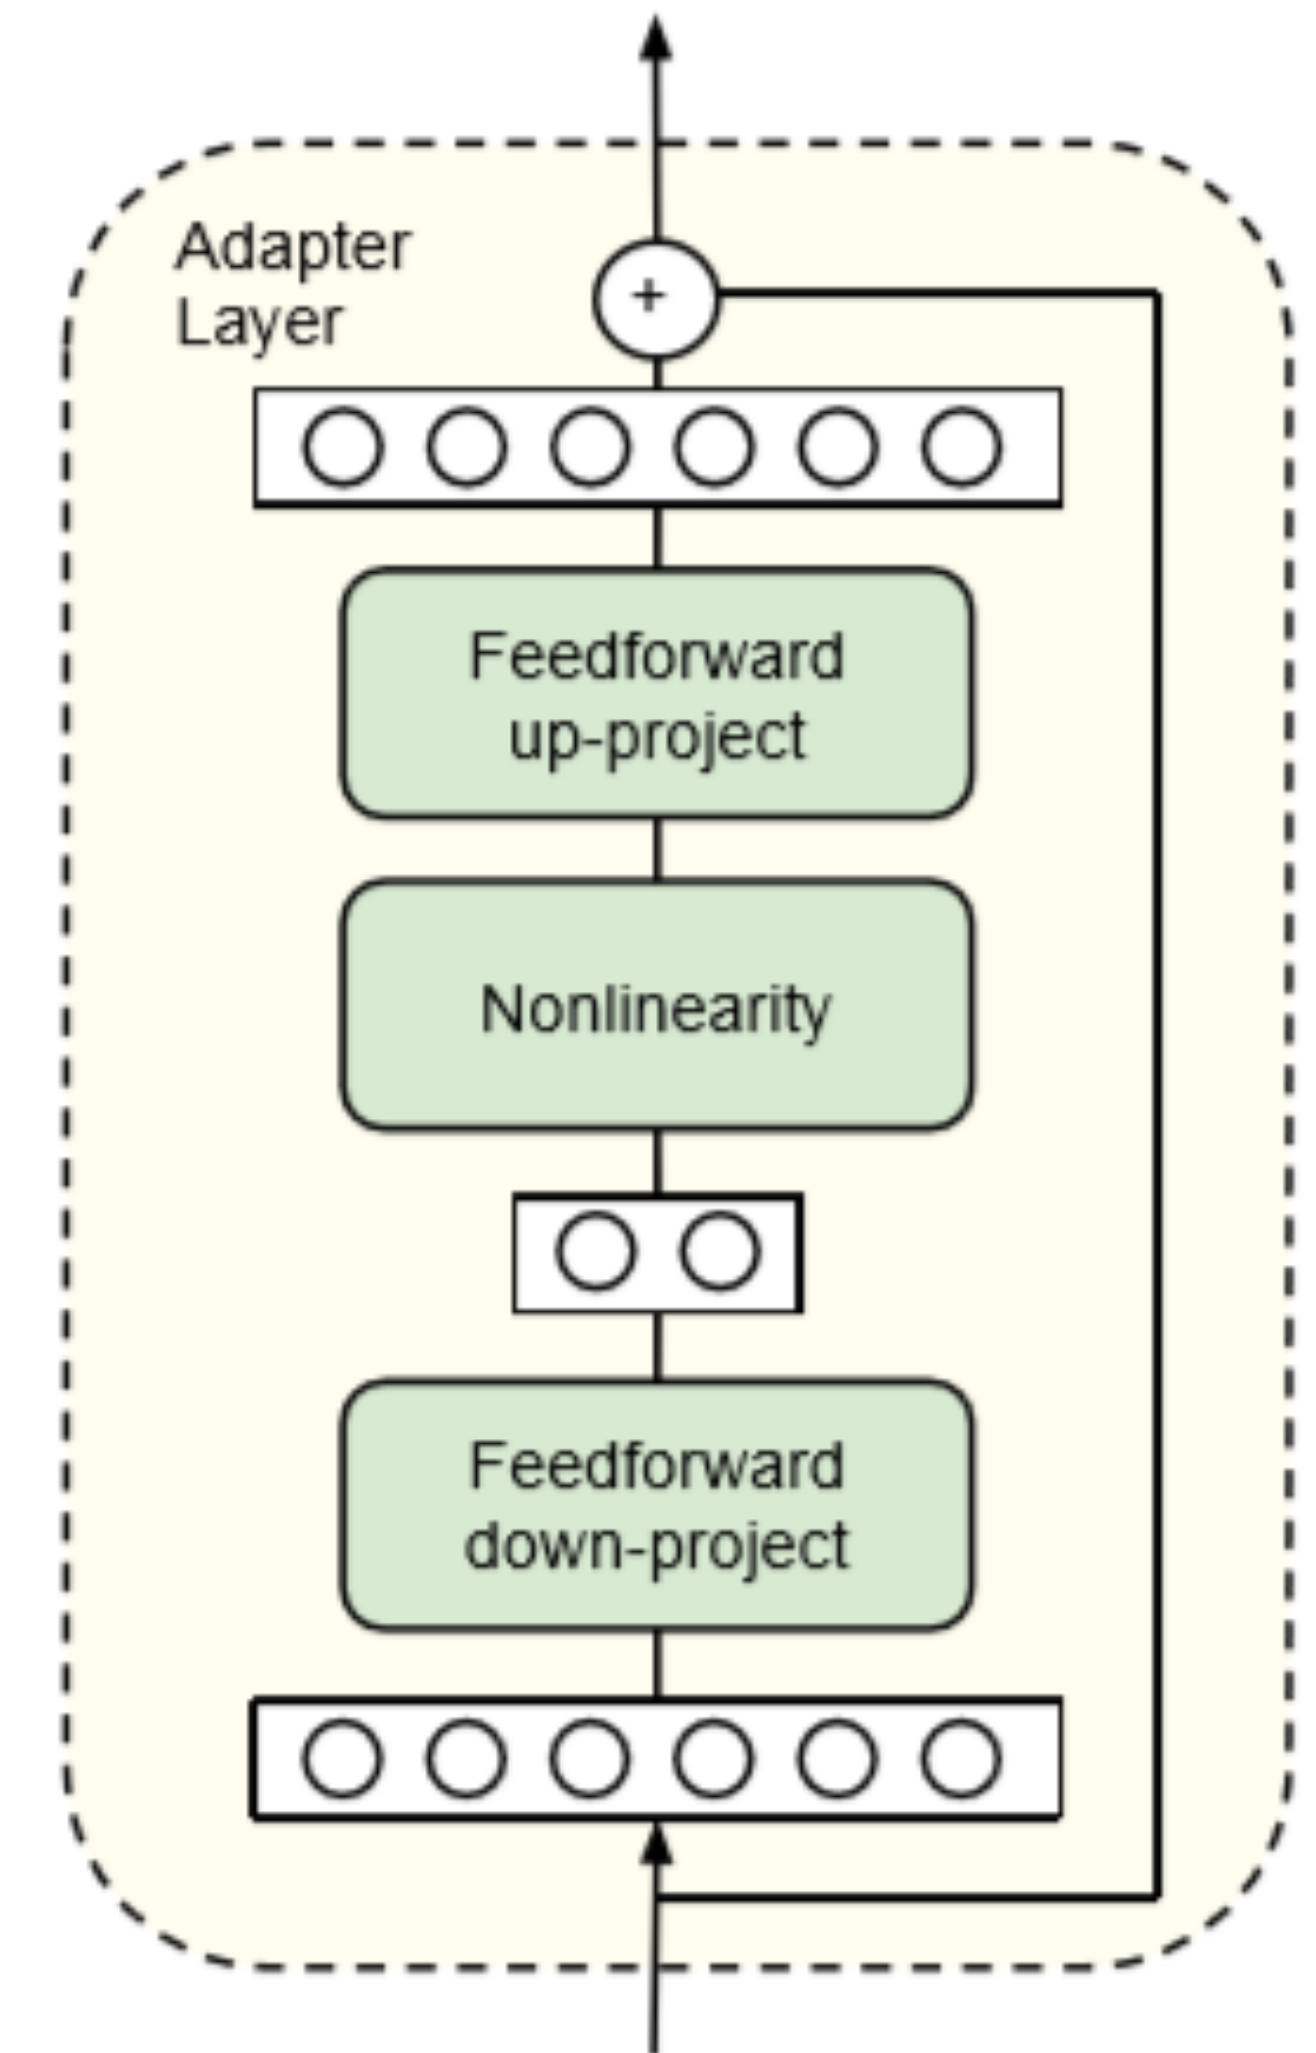 Adapter
Layer
+
Feedforward
up-project
Nonlinearity
Feedforward
down-project